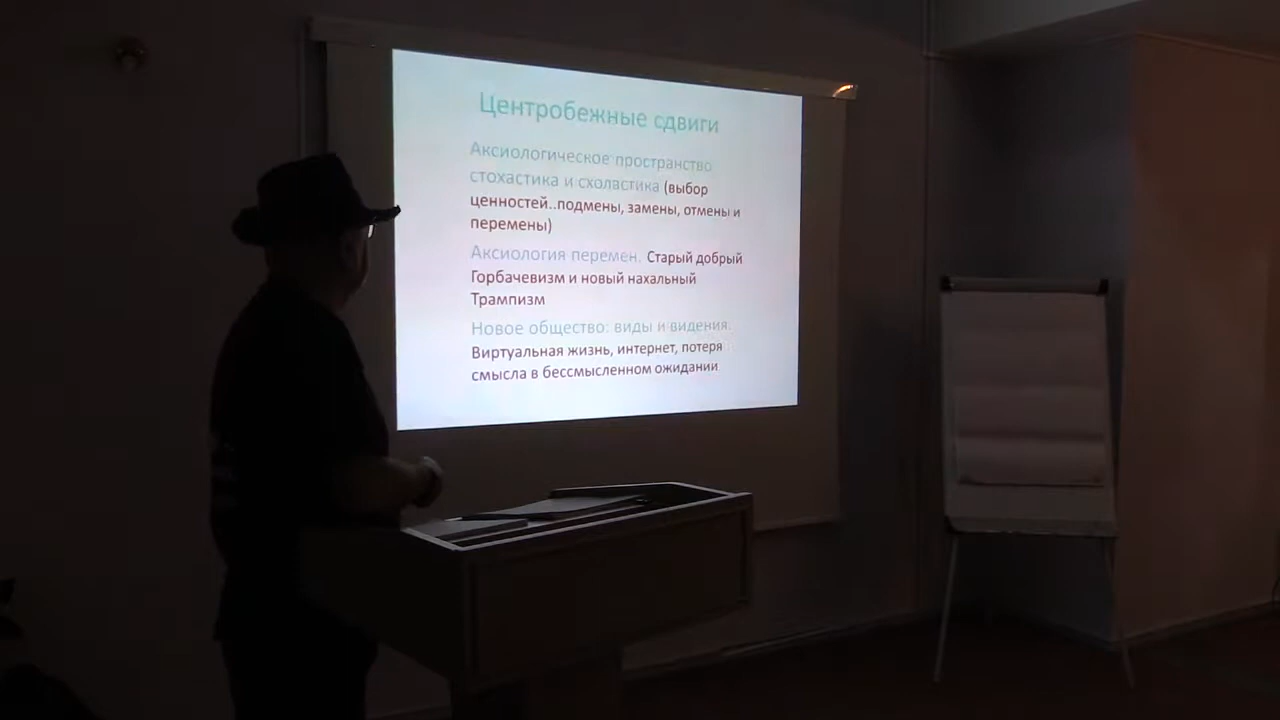 Центробежные сдвиги
Аксиологическое пространство
стохастика и схоластика (выбор
ценностей..подмены, замены, отмены и
перемены)
Аксиология перемен. Старый добрый
Горбачевизм и новый нахальный
Трампизм
Новое общество: виды и видения.
Виртуальная жизнь, интернет, потеря
смысла в бессмысленном ожидании